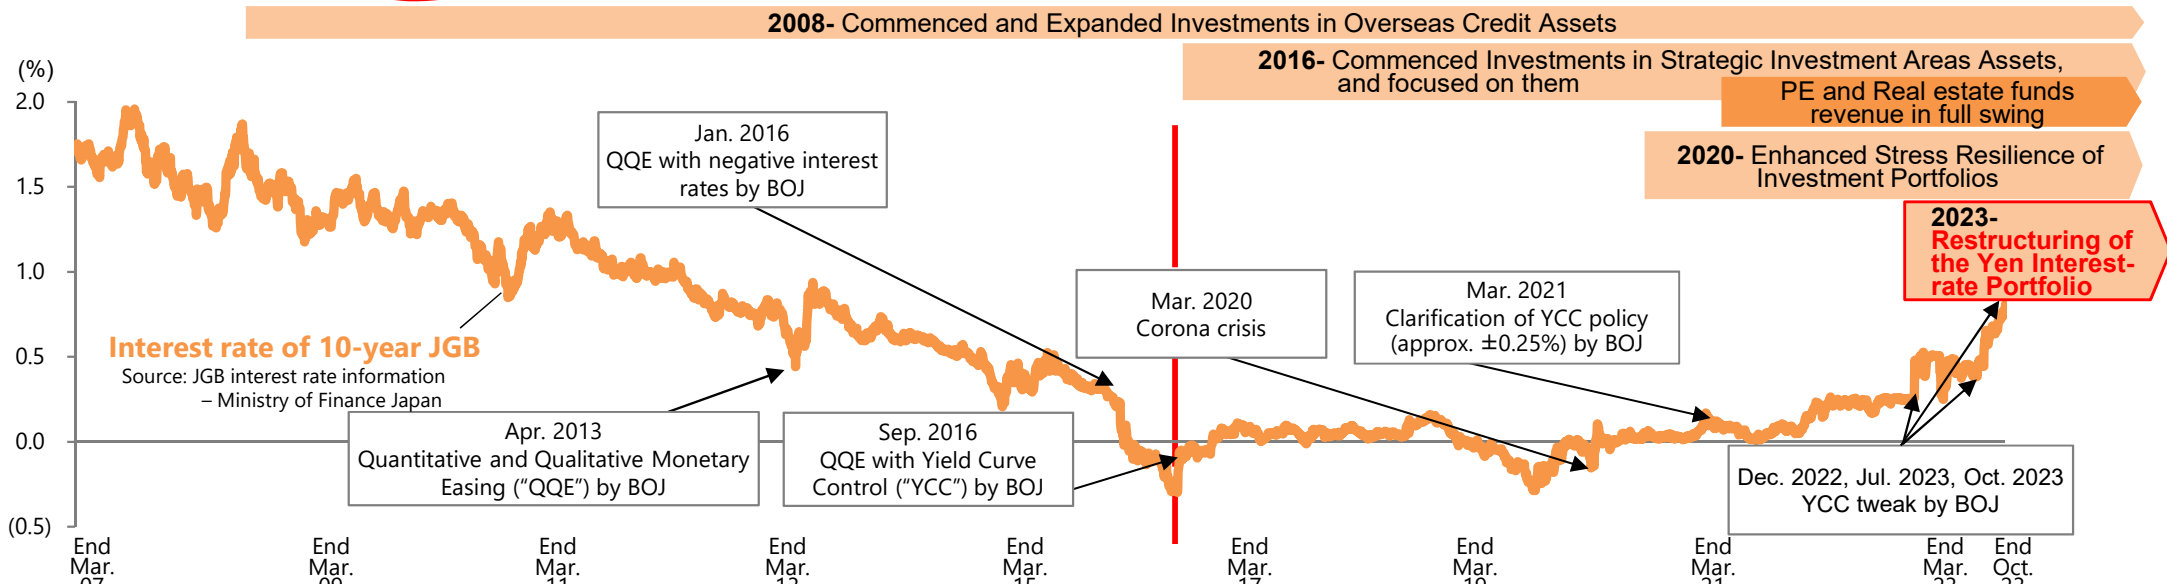 2008- Commenced and Expanded Investments in Overseas Credit Assets
2016- Commenced Investments in Strategic Investment Areas Assets,
and focused on them
PE and Real estate funds
revenue in full swing
2020- Enhanced Stress Resilience of
Investment Portfolios
2023-
Restructuring of
the Yen Interest-
rate Portfolio
(%)
2.0
1.5
1.0
0.5
0.0
(0.5)
Jan. 2016
QQE with negative interest
rates by BOJ
Mar. 2020
Corona crisis
Mar. 2021
Clarification of YCC policy
(approx. ±0.25%) by BOJ
Interest rate of 10-year JGB
Source: JGB interest rate information
– Ministry of Finance Japan
Apr. 2013
Quantitative and Qualitative Monetary
Easing (“QQE”) by BOJ
Sep. 2016
QQE with Yield Curve
Control (“YCC”) by BOJ
Dec. 2022, Jul. 2023, Oct. 2023
YCC tweak by BOJ
End
Mar.
End
Mar.
End
Mar.
End
Mar.
End
Mar.
End
Mar.
End
Mar.
End
Mar.
End
Mar.
End
Oct.